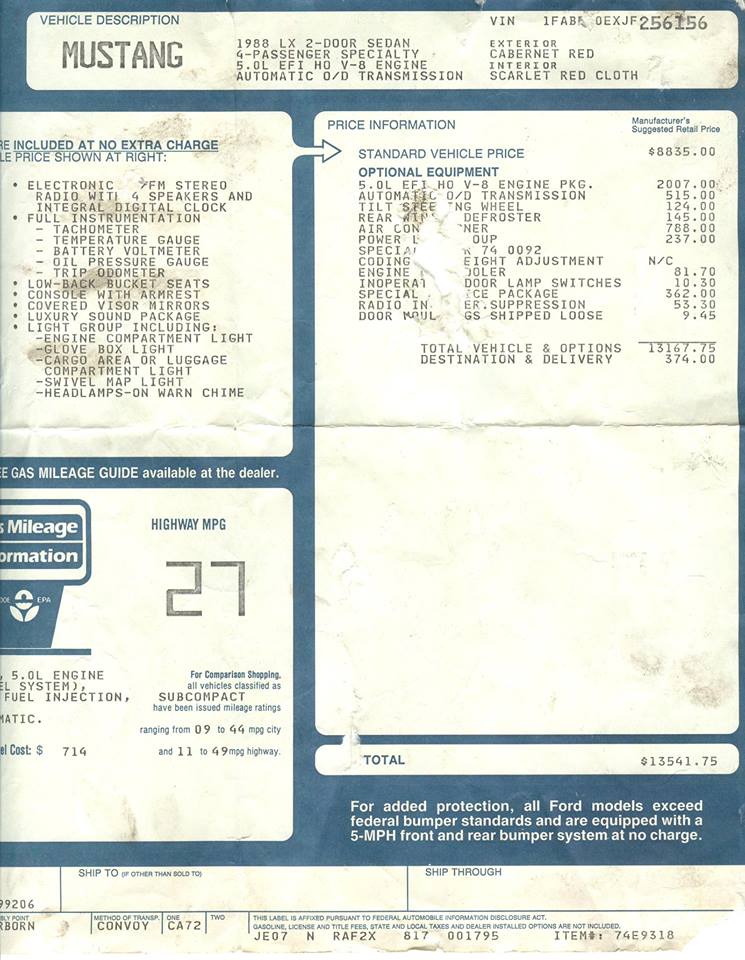 VEHICLE DESCRIPTION
MUSTANG
1988 LX 2-DOOR SEDAN
4-PASSENGER SPECIALTY
5.0L EFI HO V-8 ENGINE
AUTOMATIC O/D TRANSMISSION
VIN 1FABP 0EXJF256156
EXTERIOR
CABERNET RED
INTERIOR
SCARLET RED CLOTH
RE INCLUDED AT NO EXTRA CHARGE
LE PRICE SHOWN AT RIGHT:
• ELECTRONIC /FM STEREO
RADIO WITH 4 SPEAKERS AND
INTEGRAL DIGITAL CLOCK
• FULL INSTRUMENTATION
- TACHOMETER
- TEMPERATURE GAUGE
- BATTERY VOLTMETER
- OIL PRESSURE GAUGE
- TRIP ODOMETER
• LOW-BACK BUCKET SEATS
• CONSOLE WITH ARMREST
• COVERED VISOR MIRRORS
• LUXURY SOUND PACKAGE
• LIGHT GROUP INCLUDING:
-ENGINE COMPARTMENT LIGHT
-GLOVE BOX LIGHT
-CARGO AREA OR LUGGAGE
COMPARTMENT LIGHT
-SWIVEL MAP LIGHT
-HEADLAMPS-ON WARN CHIME
PRICE INFORMATION
Manufacturer's
Suggested Retail Price
STANDARD VEHICLE PRICE $8835.00
OPTIONAL EQUIPMENT
5.0L EFI HO V-8 ENGINE PKG. 2007.00
AUTOMATIC O/D TRANSMISSION 515.00
TILT STEE NG WHEEL 124.00
REAR WIN DEFROSTER 145.00
AIR CON NER 788.00
POWER L OUP 237.00
SPECIA R 74 0092
CODING EIGHT ADJUSTMENT N/C
ENGINE OOLER 81.70
INOPERAT DOOR LAMP SWITCHES 10.30
SPECIAL CE PACKAGE 362.00
RADIO IN ER.SUPPRESSION 53.30
DOOR MOUL GS SHIPPED LOOSE 9.45
TOTAL VEHICLE & OPTIONS 13167.75
DESTINATION & DELIVERY 374.00
EE GAS MILEAGE GUIDE available at the dealer.
s Mileage
ormation
DOE EPA
HIGHWAY MPG
27
, 5.0L ENGINE
EL SYSTEM),
FUEL INJECTION,
MATIC.
el Cost: $ 714
For Comparison Shopping,
all vehicles classified as
SUBCOMPACT
have been issued mileage ratings
ranging from 09 to 44 mpg city
and 11 to 49 mpg highway.
TOTAL $13541.75
For added protection, all Ford models exceed
federal bumper standards and are equipped with a
5-MPH front and rear bumper system at no charge.
SHIP TO (IF OTHER THAN SOLD TO)
SHIP THROUGH
99206
BLY POINT
RBORN
METHOD OF TRANSP.
CONVOY
ONE
CA72
TWO
THIS LABEL IS AFFIXED PURSUANT TO FEDERAL AUTOMOBILE INFORMATION DISCLOSURE ACT.
GASOLINE, LICENSE AND TITLE FEES, STATE AND LOCAL TAXES AND DEALER INSTALLED OPTIONS ARE NOT INCLUDED.
JE07 N RAF2X 817 001795 ITEM#: 74E9318